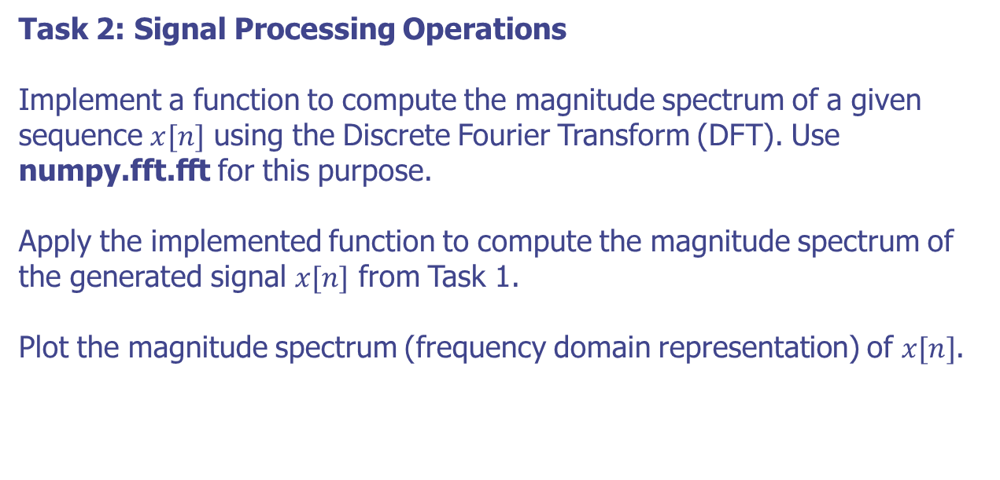 Task 2: Signal Processing Operations
Implement a function to compute the magnitude spectrum of a given
sequence x[n] using the Discrete Fourier Transform (DFT). Use
numpy.fft.fft for this purpose.
Apply the implemented function to compute the magnitude spectrum of
the generated signal x[n] from Task 1.
Plot the magnitude spectrum (frequency domain representation) of x[n].